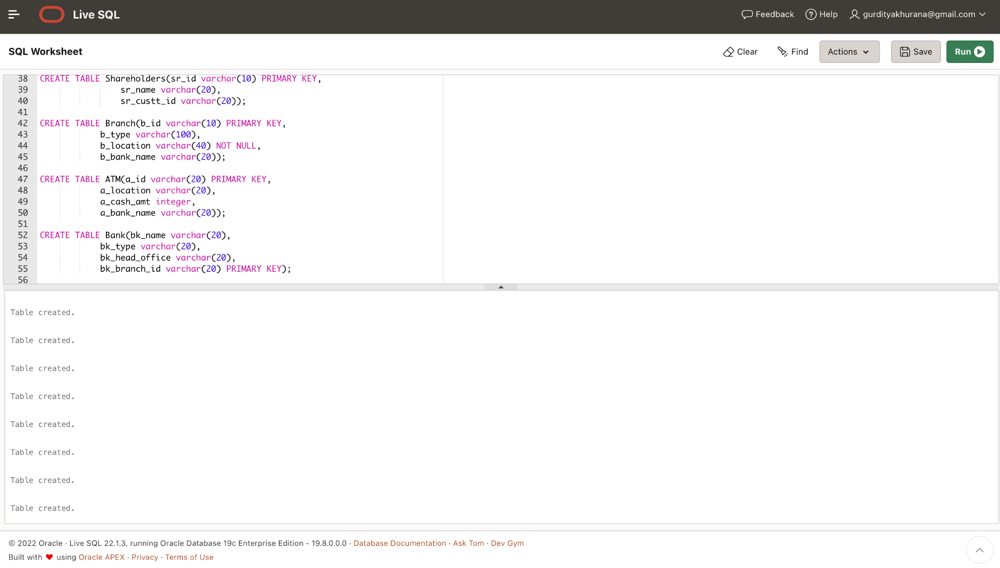 Live SQL
Feedback
Help
gurdityakhurana@gmail.com
SQL Worksheet
Clear
Find
Actions
Save
Run
38 CREATE TABLE Shareholders(sr_id varchar(10) PRIMARY KEY,
39 sr_name varchar(20),
40 sr_custt_id varchar(20));
41
42 CREATE TABLE Branch(b_id varchar(10) PRIMARY KEY,
43 b_type varchar(100),
44 b_location varchar(40) NOT NULL,
45 b_bank_name varchar(20));
46
47 CREATE TABLE ATM(a_id varchar(20) PRIMARY KEY,
48 a_location varchar(20),
49 a_cash_amt integer,
50 a_bank_name varchar(20));
51
52 CREATE TABLE Bank(bk_name varchar(20),
53 bk_type varchar(20),
54 bk_head_office varchar(20),
55 bk_branch_id varchar(20) PRIMARY KEY);
56
Table created.
Table created.
Table created.
Table created.
Table created.
Table created.
Table created.
Table created.
© 2022 Oracle · Live SQL 22.1.3, running Oracle Database 19c Enterprise Edition - 19.8.0.0.0 · Database Documentation · Ask Tom · Dev Gym
Built with ❤ using Oracle APEX · Privacy · Terms of Use